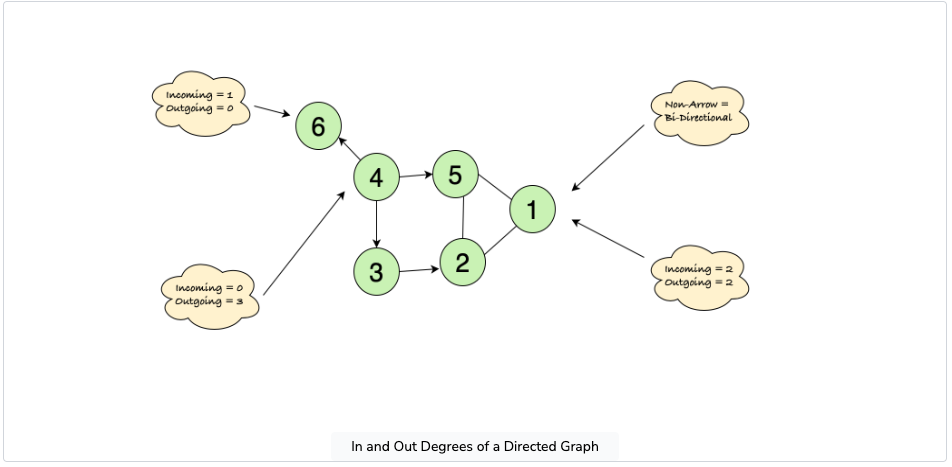 Incoming = 1
Outgoing = 0
Non-Arrow =
Bi-Directional
6
4
5
1
3
2
Incoming = 0
Outgoing = 3
Incoming = 2
Outgoing = 2
In and Out Degrees of a Directed Graph